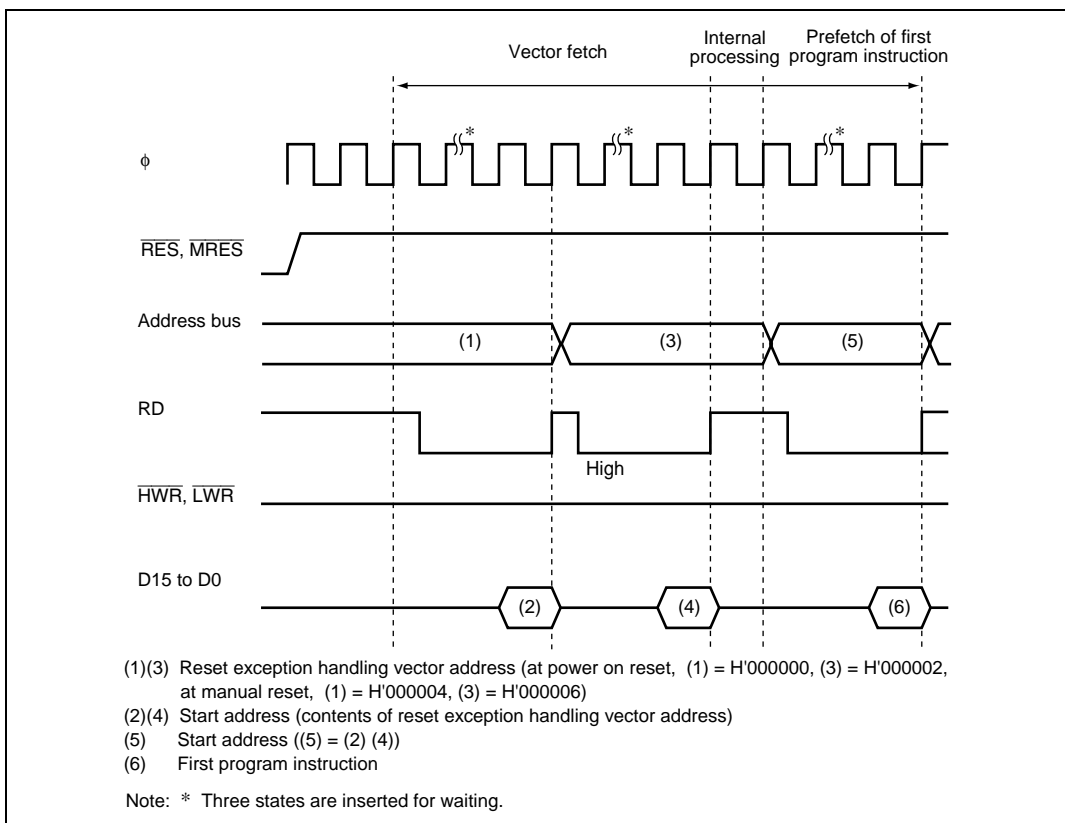 Vector fetch
Internal
processing
Prefetch of first
program instruction
* * *
ϕ
RES, MRES
Address bus
(1) (3) (5)
RD
High
HWR, LWR
D15 to D0
(2) (4) (6)
(1)(3) Reset exception handling vector address (at power on reset, (1) = H'000000, (3) = H'000002,
at manual reset, (1) = H'000004, (3) = H'000006)
(2)(4) Start address (contents of reset exception handling vector address)
(5) Start address ((5) = (2) (4))
(6) First program instruction
Note: * Three states are inserted for waiting.